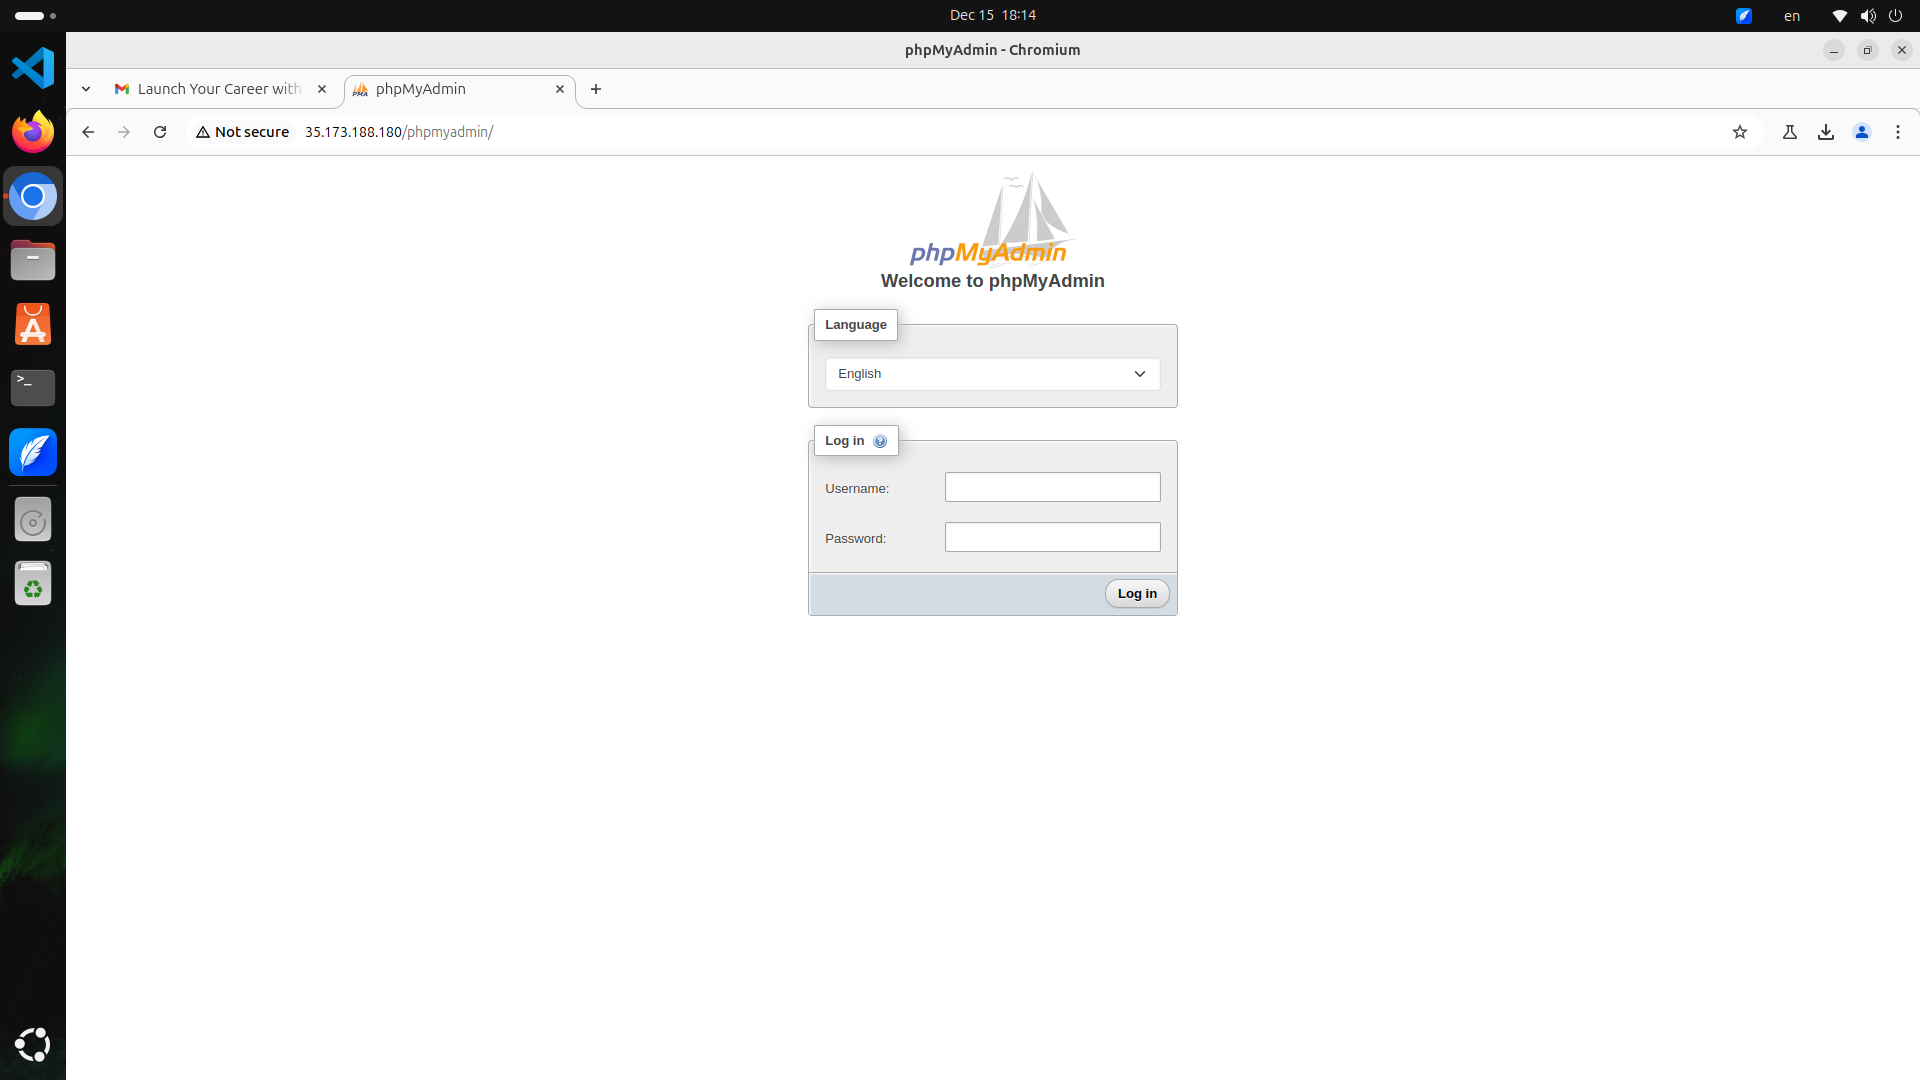 Dec 15 18:14
en
phpMyAdmin - Chromium
Launch Your Career with
phpMyAdmin
Not secure
35.173.188.180/phpmyadmin/
phpMyAdmin
Welcome to phpMyAdmin
Language
English
Log in
Username:
Password:
Log in